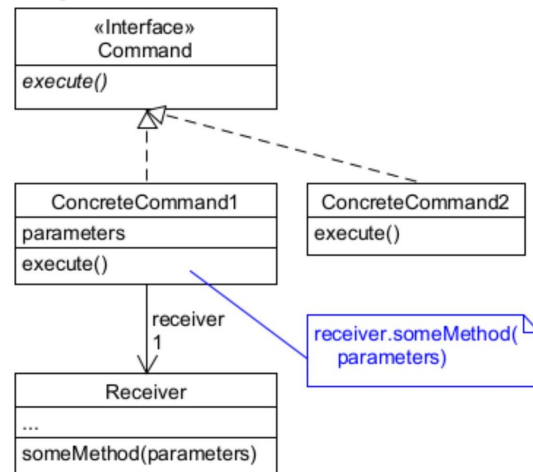 «Interface»
Command
execute()
ConcreteCommand1
parameters
execute()
ConcreteCommand2
execute()
receiver
1
receiver.someMethod(
parameters)
Receiver
...
someMethod(parameters)